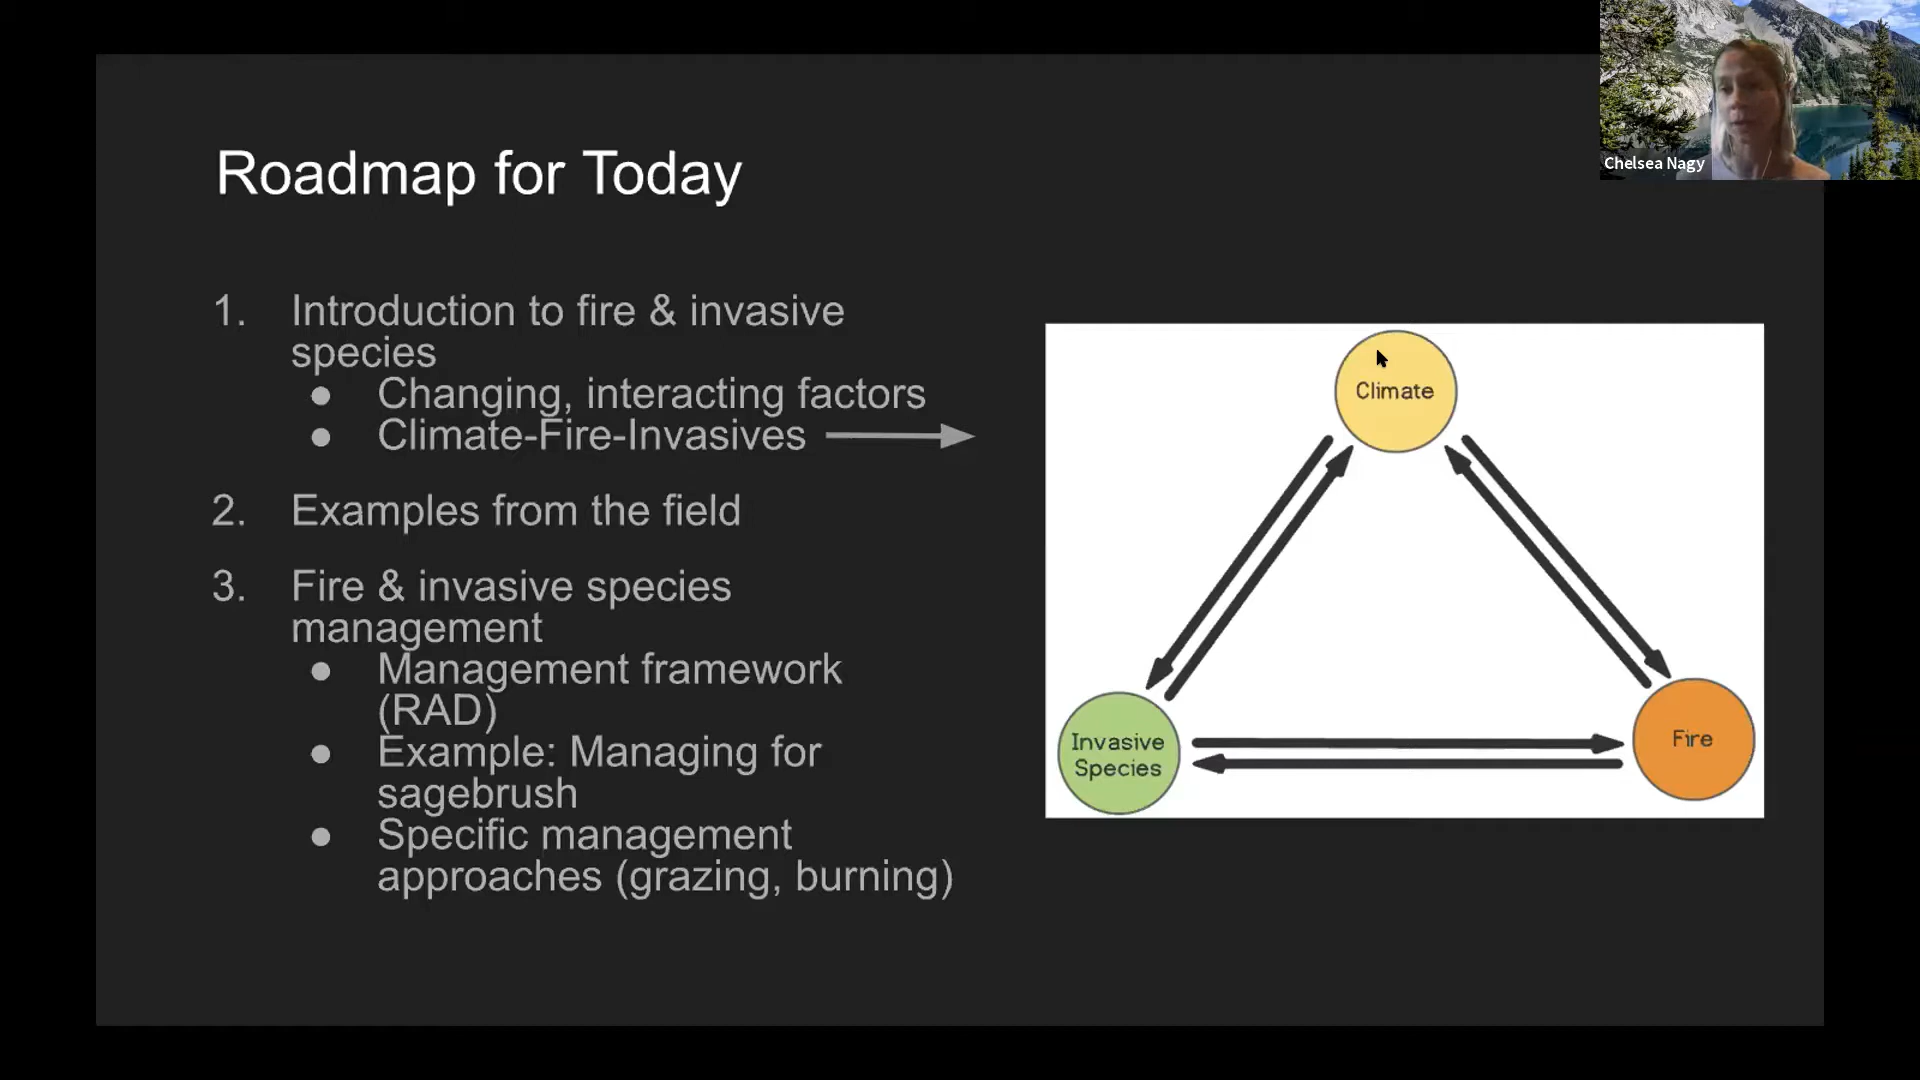 Chelsea Nagy
Roadmap for Today
1. Introduction to fire & invasive
species
● Changing, interacting factors
● Climate-Fire-Invasives
2. Examples from the field
3. Fire & invasive species
management
● Management framework
(RAD)
● Example: Managing for
sagebrush
● Specific management
approaches (grazing, burning)
Climate
Invasive
Species
Fire